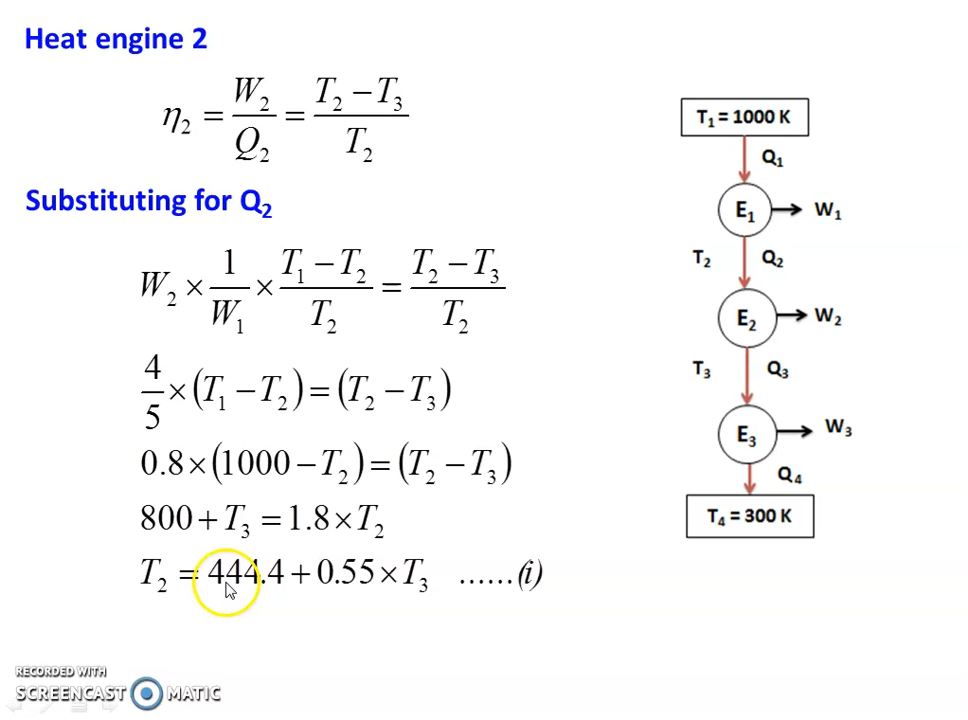 Heat engine 2
η₂ = W₂/Q₂ = (T₂ − T₃)/T₂
Substituting for Q₂
W₂ × 1/W₁ × (T₁ − T₂)/T₂ = (T₂ − T₃)/T₂
4/5 × (T₁ − T₂) = (T₂ − T₃)
0.8 × (1000 − T₂) = (T₂ − T₃)
800 + T₃ = 1.8 × T₂
T₂ = 444.4 + 0.55 × T₃ ......(i)
T₁ = 1000 K
Q₁
E₁ W₁
T₂ Q₂
E₂ W₂
T₃ Q₃
E₃ W₃
Q₄
T₄ = 300 K
RECORDED WITH
SCREENCAST MATIC